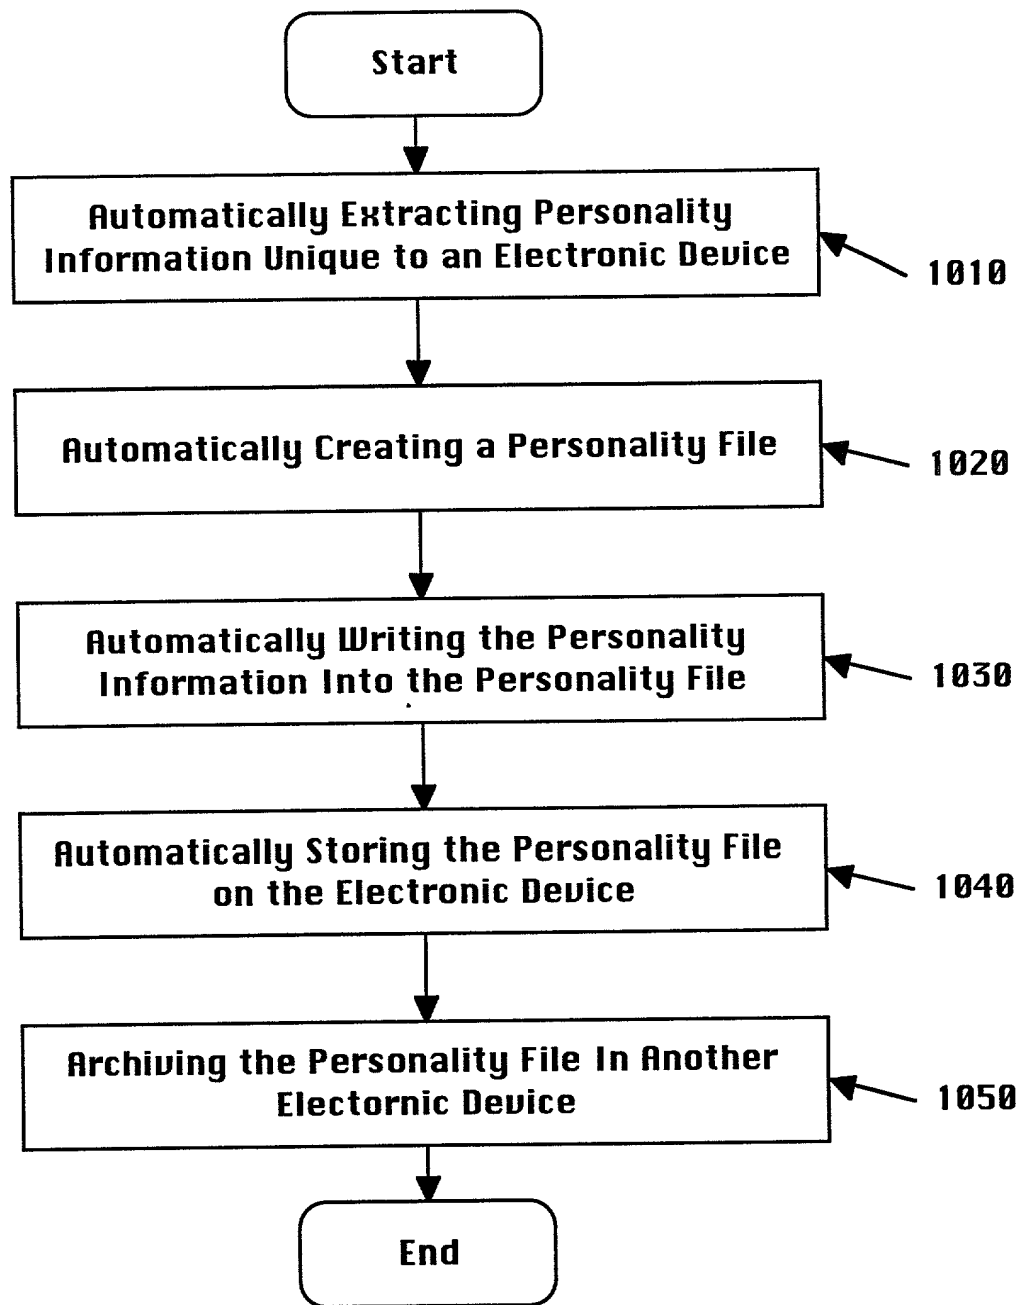 Start
Automatically Extracting Personality
Information Unique to an Electronic Device
1010
Automatically Creating a Personality File
1020
Automatically Writing the Personality
Information Into the Personality File
1030
Automatically Storing the Personality File
on the Electronic Device
1040
Archiving the Personality File In Another
Electornic Device
1050
End